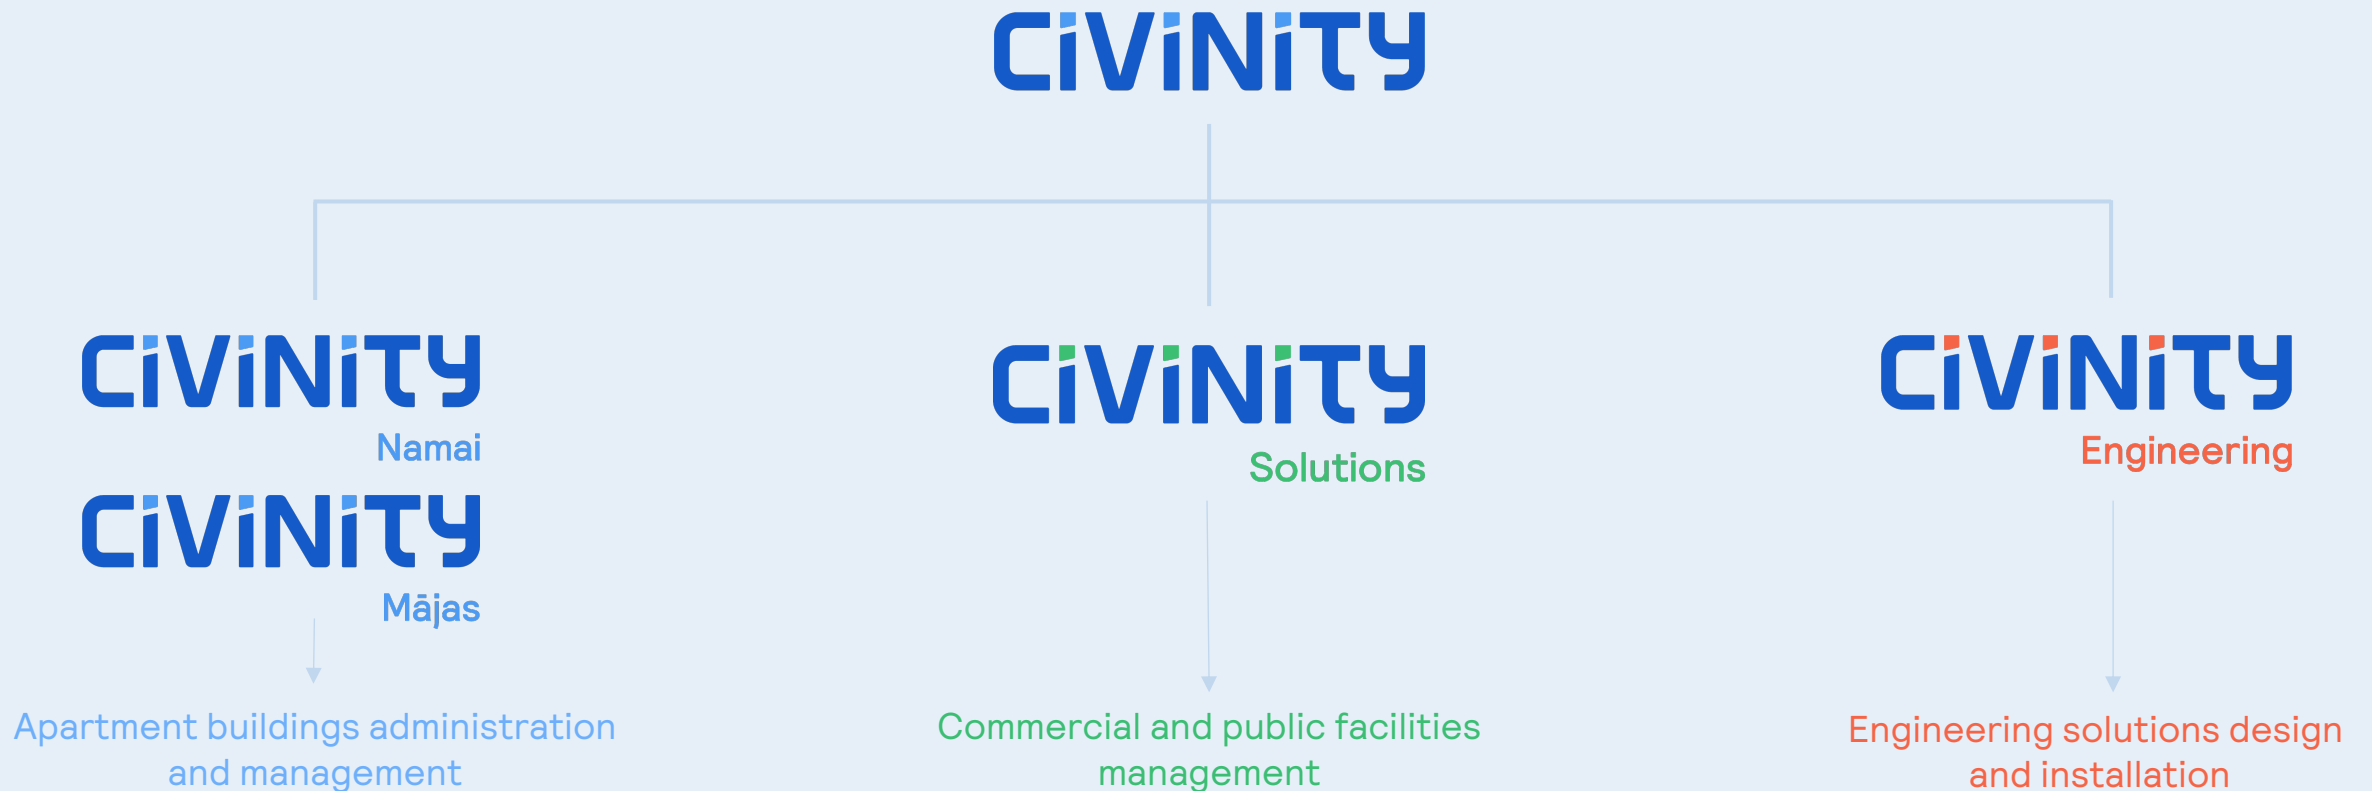 CiViNiTY
CiViNiTY
Namai
CiViNiTY
Mājas
Apartment buildings administration
and management
CiViNiTY
Solutions
Commercial and public facilities
management
CiViNiTY
Engineering
Engineering solutions design
and installation